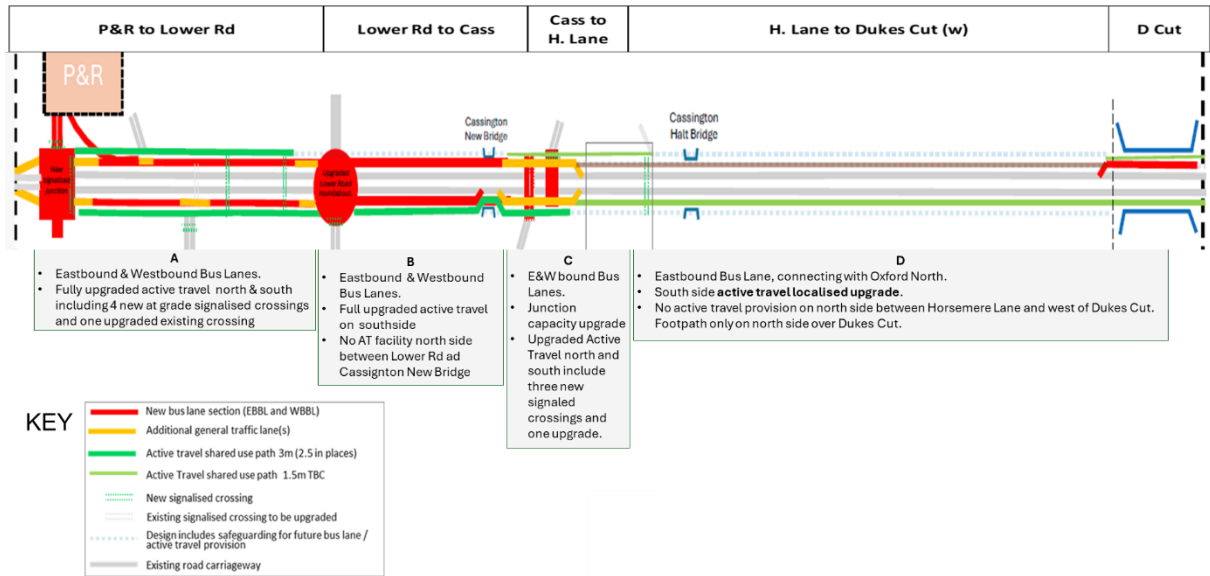 P&R to Lower Rd
Lower Rd to Cass
Cass to
H. Lane
H. Lane to Dukes Cut (w)
D Cut
P&R
Cassington
New Bridge
Cassington
Halt Bridge
New
signalised
junction
Upgraded
Lower Road
roundabout
A
• Eastbound & Westbound Bus Lanes.
• Fully upgraded active travel north & south
including 4 new at grade signalised crossings
and one upgraded existing crossing
B
• Eastbound & Westbound
Bus Lanes.
• Full upgraded active travel
on southside
• No AT facility north side
between Lower Rd ad
Cassignton New Bridge
C
• E&W bound Bus
Lanes.
• Junction
capacity upgrade
• Upgraded Active
Travel north and
south include
three new
signaled
crossings and
one upgrade.
D
• Eastbound Bus Lane, connecting with Oxford North.
• South side active travel localised upgrade.
• No active travel provision on north side between Horsemere Lane and west of Dukes Cut.
Footpath only on north side over Dukes Cut.
KEY
New bus lane section (EBBL and WBBL)
Additional general traffic lane(s)
Active travel shared use path 3m (2.5 in places)
Active Travel shared use path 1.5m TBC
New signalised crossing
Existing signalised crossing to be upgraded
Design includes safeguarding for future bus lane /
active travel provision
Existing road carriageway